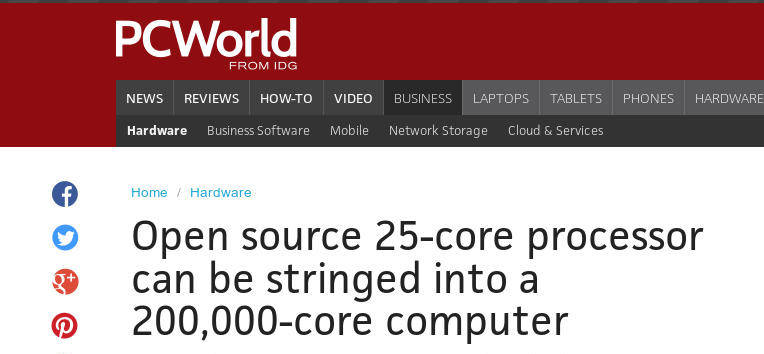 PCWorld
FROM IDG
NEWS REVIEWS HOW-TO VIDEO BUSINESS LAPTOPS TABLETS PHONES HARDWARE
Hardware Business Software Mobile Network Storage Cloud & Services
Home / Hardware
Open source 25-core processor
can be stringed into a
200,000-core computer